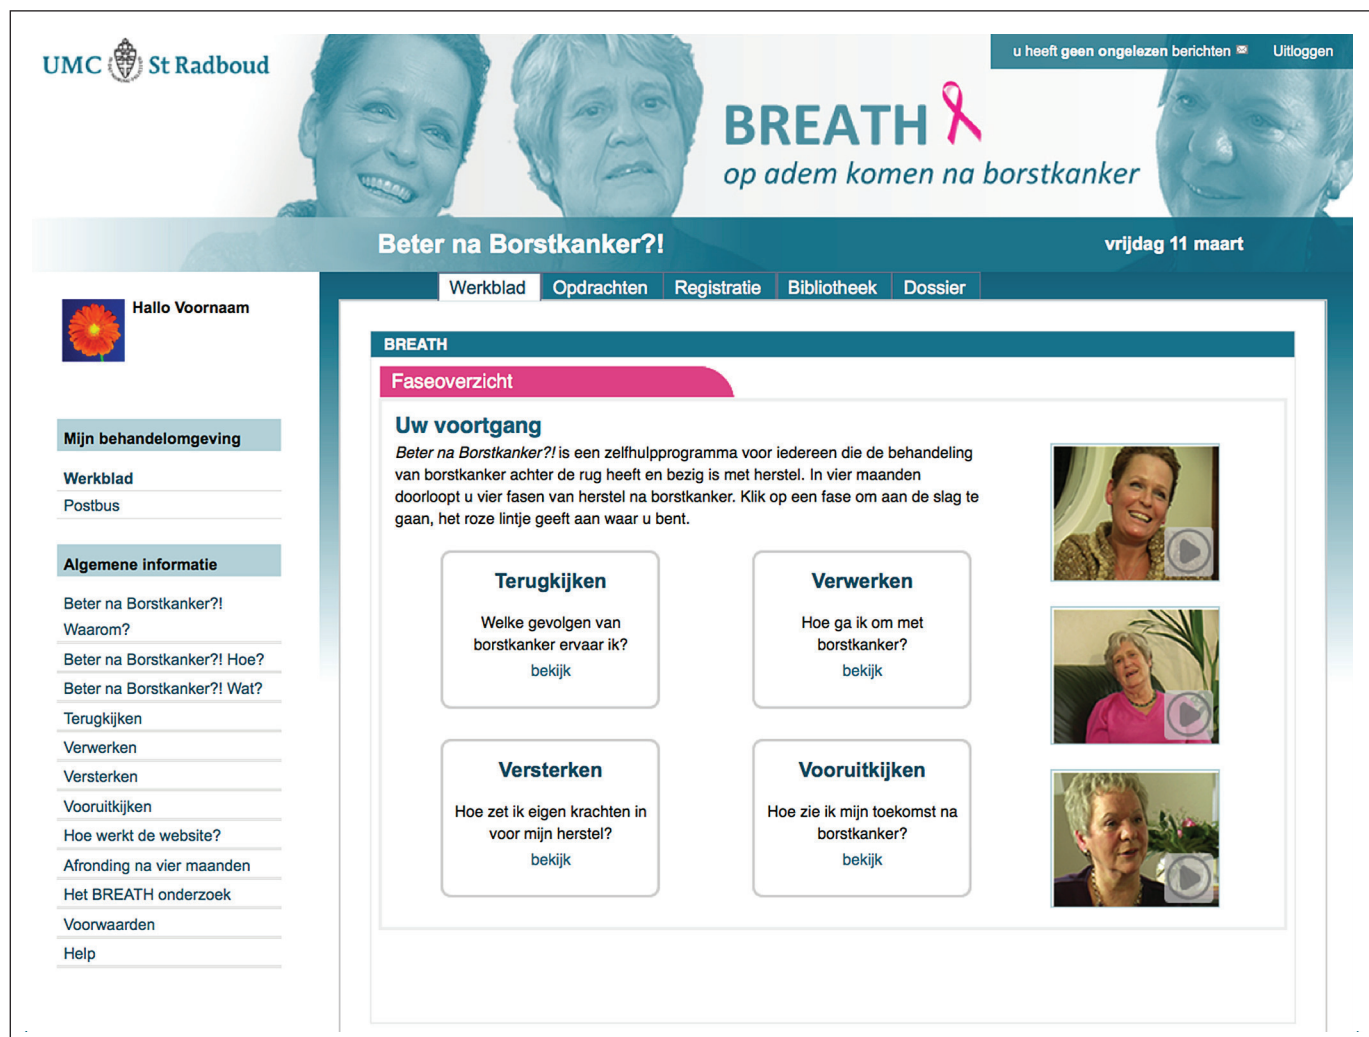 UMC St Radboud
u heeft geen ongelezen berichten
Uitloggen
BREATH
op adem komen na borstkanker
Beter na Borstkanker?!
vrijdag 11 maart
Werkblad
Opdrachten
Registratie
Bibliotheek
Dossier
Hallo Voornaam
Mijn behandelomgeving
Werkblad
Postbus
Algemene informatie
Beter na Borstkanker?!
Waarom?
Beter na Borstkanker?! Hoe?
Beter na Borstkanker?! Wat?
Terugkijken
Verwerken
Versterken
Vooruitkijken
Hoe werkt de website?
Afronding na vier maanden
Het BREATH onderzoek
Voorwaarden
Help
BREATH
Faseoverzicht
Uw voortgang
Beter na Borstkanker?! is een zelfhulpprogramma voor iedereen die de behandeling
van borstkanker achter de rug heeft en bezig is met herstel. In vier maanden
doorloopt u vier fasen van herstel na borstkanker. Klik op een fase om aan de slag te
gaan, het roze lintje geeft aan waar u bent.
Terugkijken
Welke gevolgen van
borstkanker ervaar ik?
bekijk
Verwerken
Hoe ga ik om met
borstkanker?
bekijk
Versterken
Hoe zet ik eigen krachten in
voor mijn herstel?
bekijk
Vooruitkijken
Hoe zie ik mijn toekomst na
borstkanker?
bekijk